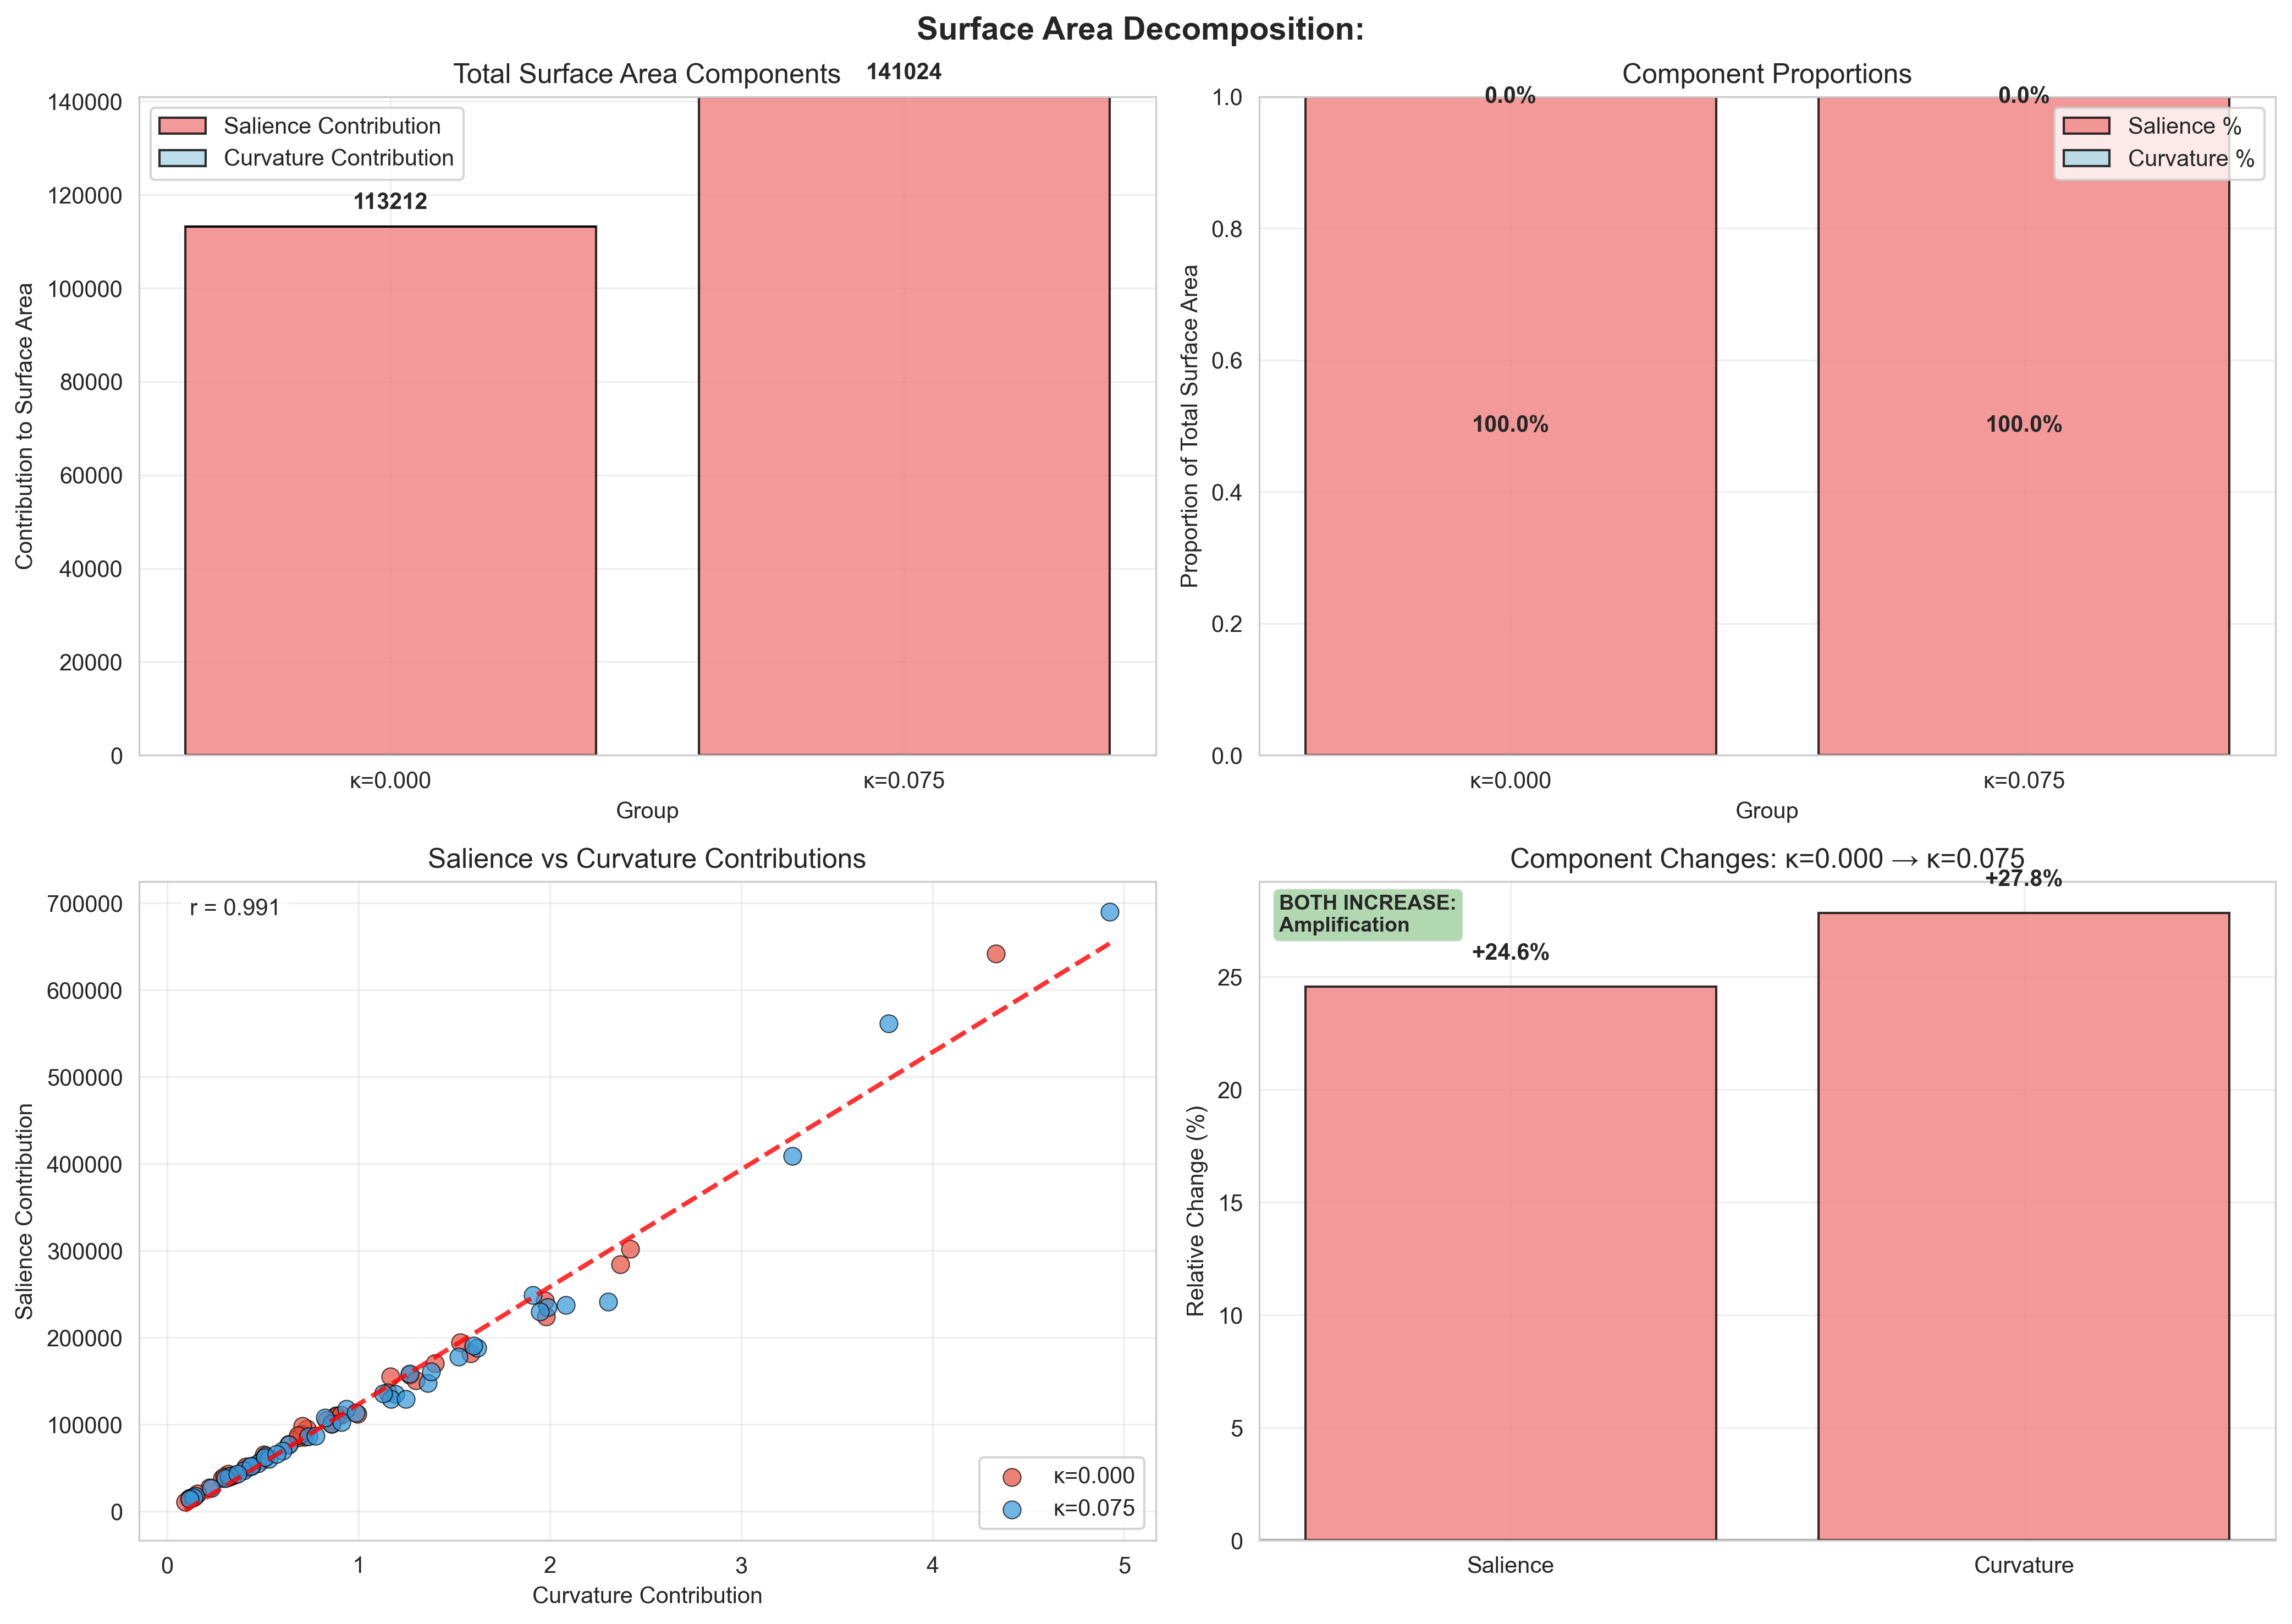 Surface Area Decomposition:
Total Surface Area Components
141024
140000
120000
100000
80000
60000
40000
20000
0
Contribution to Surface Area
Salience Contribution
Curvature Contribution
113212
κ=0.000
κ=0.075
Group
Component Proportions
1.0
0.8
0.6
0.4
0.2
0.0
Proportion of Total Surface Area
0.0%
0.0%
Salience %
Curvature %
100.0%
100.0%
κ=0.000
κ=0.075
Group
Salience vs Curvature Contributions
700000
600000
500000
400000
300000
200000
100000
0
Salience Contribution
r = 0.991
κ=0.000
κ=0.075
0
1
2
3
4
5
Curvature Contribution
Component Changes: κ=0.000 → κ=0.075
+27.8%
BOTH INCREASE:
Amplification
+24.6%
25
20
15
10
5
0
Relative Change (%)
Salience
Curvature